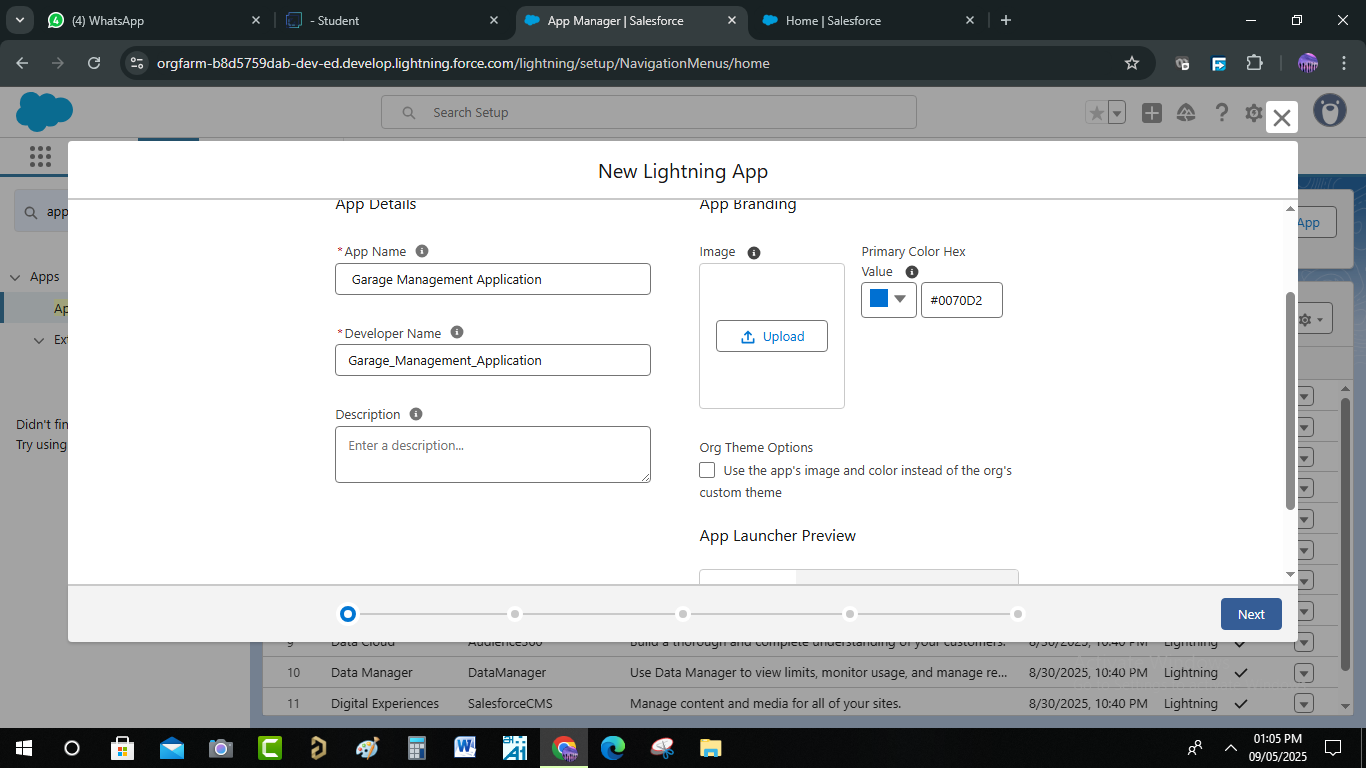 (4) WhatsApp
- Student
App Manager | Salesforce
Home | Salesforce
orgfarm-b8d5759dab-dev-ed.develop.lightning.force.com/lightning/setup/NavigationMenus/home
Search Setup
New Lightning App
app
App
Apps
Ap
Ex
Didn't fin
Try using
App Details
App Branding
*App Name
Garage Management Application
*Developer Name
Garage_Management_Application
Description
Enter a description...
Image
Upload
Primary Color Hex
Value
#0070D2
Org Theme Options
Use the app's image and color instead of the org's
custom theme
App Launcher Preview
Next
9 Data Cloud Audience360 Build a thorough and complete understanding of your customers. 8/30/2025, 10:40 PM Lightning
10 Data Manager DataManager Use Data Manager to view limits, monitor usage, and manage re... 8/30/2025, 10:40 PM Lightning
11 Digital Experiences SalesforceCMS Manage content and media for all of your sites. 8/30/2025, 10:40 PM Lightning
01:05 PM
09/05/2025